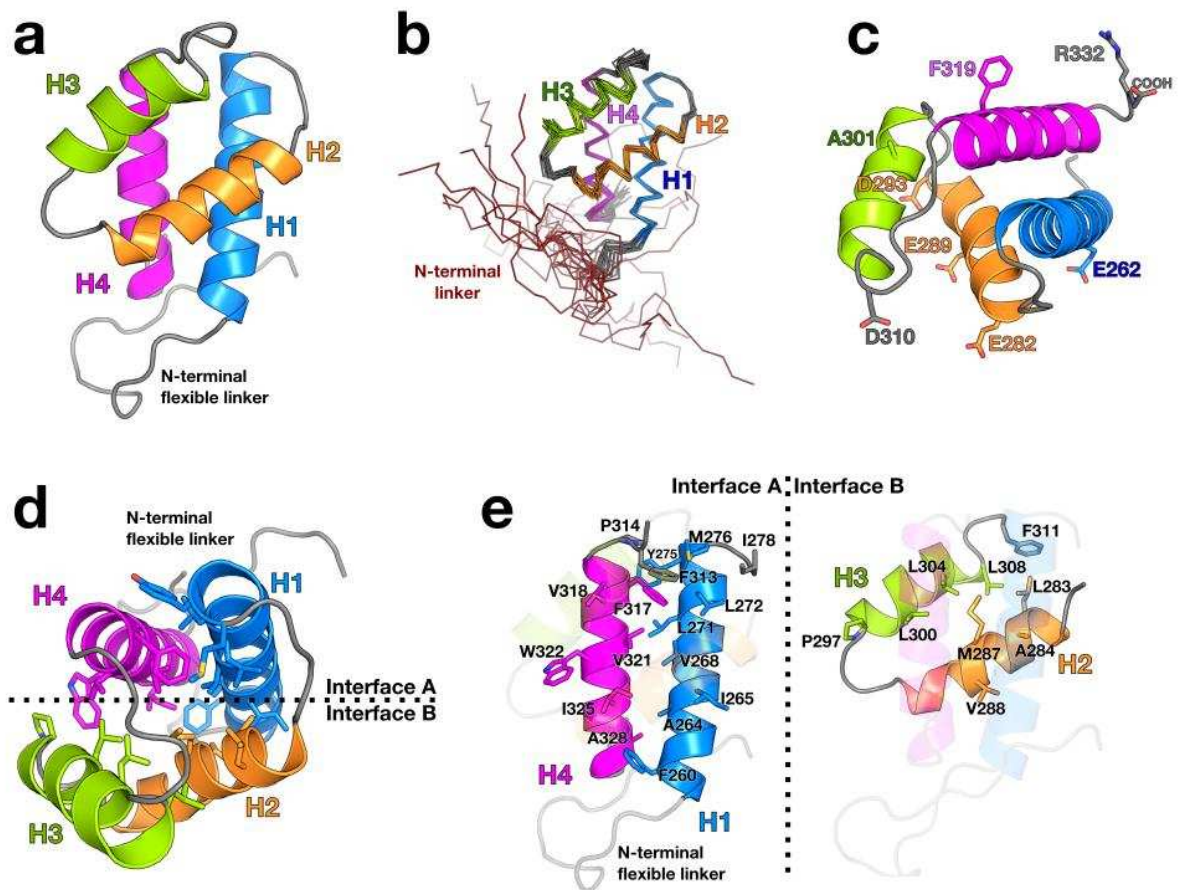 a
H3
H2
H1
H4
N-terminal
flexible linker
b
H3
H4
H2
H1
N-terminal
linker
c
F319
R332
COOH
A301
D293
E289
E262
D310
E282
d
N-terminal
flexible linker
H4
H1
Interface A
Interface B
H2
H3
e
Interface A
Interface B
P314
Y275
M276
I278
F313
V318
F317
L272
L271
W322
V321
V268
I325
I265
A264
A328
F260
H4
H1
N-terminal
flexible linker
F311
L304
L308
H3
L283
P297
L300
M287
A284
H2
V288